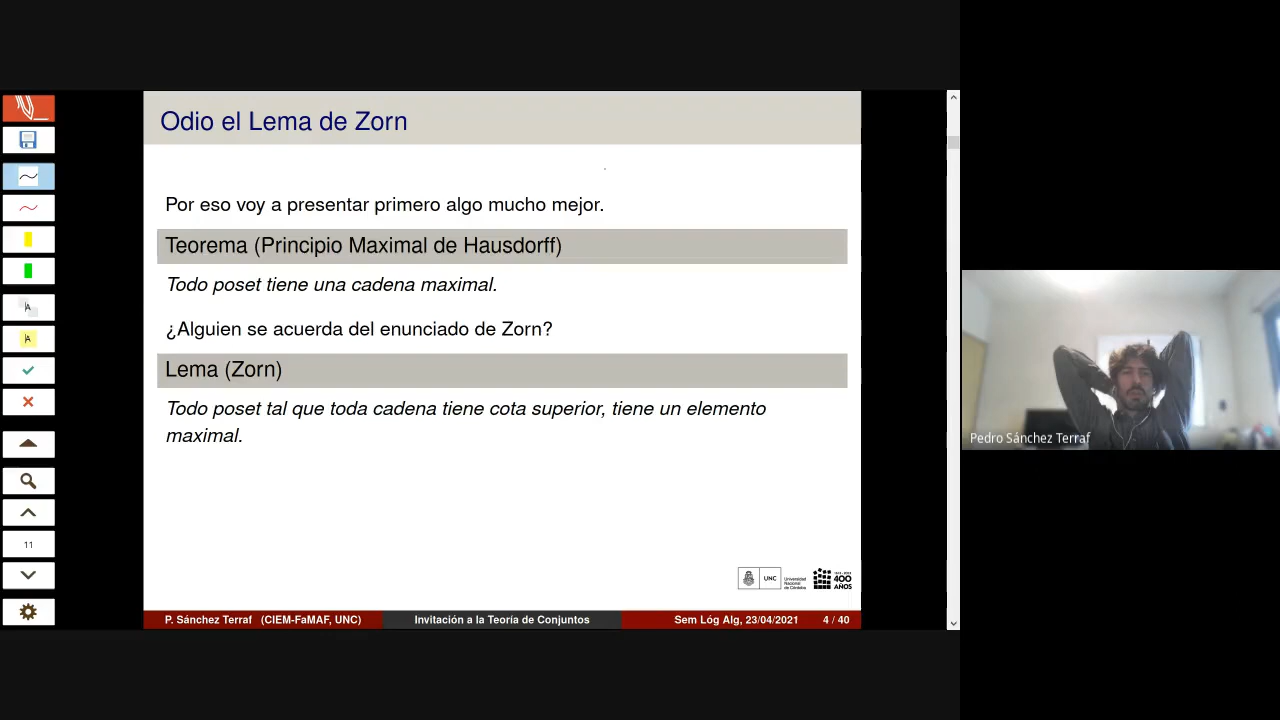 Odio el Lema de Zorn
Por eso voy a presentar primero algo mucho mejor.
Teorema (Principio Maximal de Hausdorff)
Todo poset tiene una cadena maximal.
¿Alguien se acuerda del enunciado de Zorn?
Lema (Zorn)
Todo poset tal que toda cadena tiene cota superior, tiene un elemento
maximal.
A
A
11
UNC
Universidad
Nacional
de Córdoba
400
AÑOS
P. Sánchez Terraf (CIEM-FaMAF, UNC)
Invitación a la Teoría de Conjuntos
Sem Lóg Alg, 23/04/2021
4 / 40
Pedro Sánchez Terraf